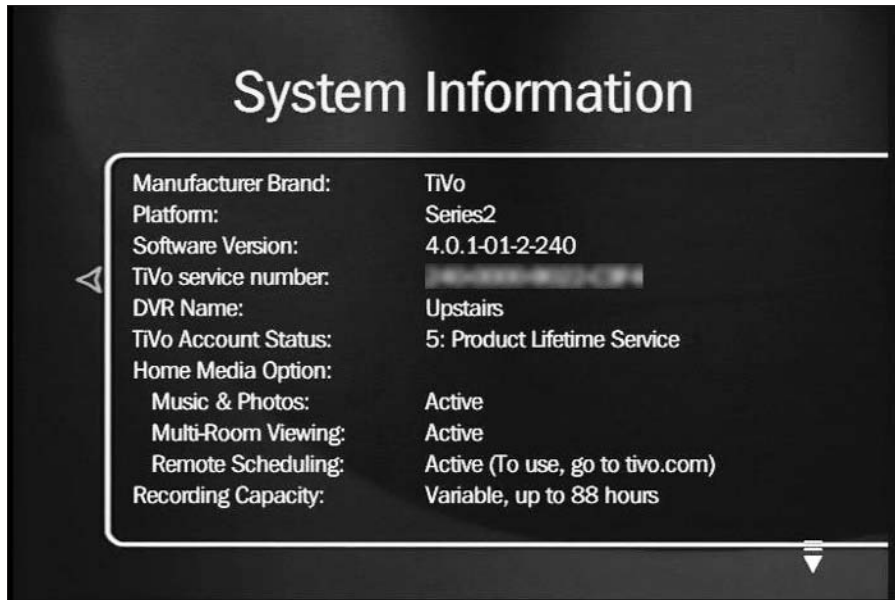 System Information
Manufacturer Brand: TiVo
Platform: Series2
Software Version: 4.0.1-01-2-240
TiVo service number:
DVR Name: Upstairs
TiVo Account Status: 5: Product Lifetime Service
Home Media Option:
Music & Photos: Active
Multi-Room Viewing: Active
Remote Scheduling: Active (To use, go to tivo.com)
Recording Capacity: Variable, up to 88 hours